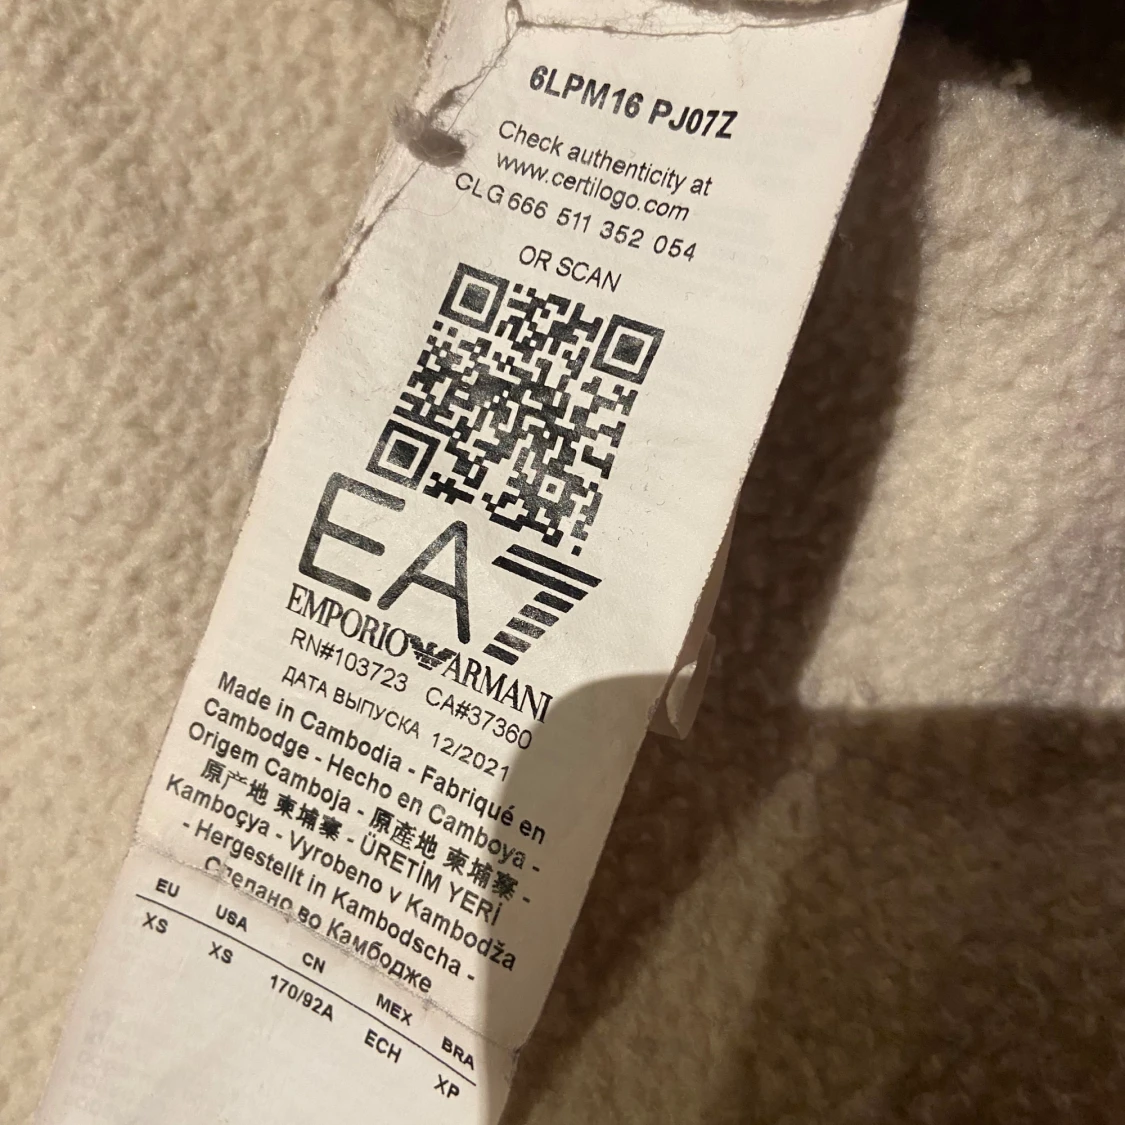 6LPM16 PJ07Z
Check authenticity at
www.certilogo.com
CLG 666 511 352 054
OR SCAN
EA7
EMPORIO ARMANI
RN#103723 CA#37360
ДАТА ВЫПУСКА 12/2021
Made in Cambodia - Fabriqué en
Cambodge - Hecho en Camboya -
Origem Camboja - 原產地 柬埔寨 -
原产地 柬埔寨 - ÜRETİM YERİ
Kamboçya - Vyrobeno v Kambodža
- Hergestellt in Kambodscha -
Сделано во Камбодже
EU USA CN MEX BRA
XS XS 170/92A ECH XP